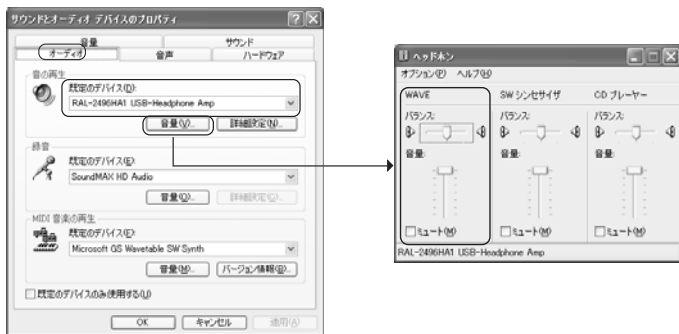 サウンドとオーディオ デバイスのプロパティ
音量
サウンド
オーディオ
音声
ハードウェア
音の再生
既定のデバイス(D):
RAL-2496HA1 USB-Headphone Amp
音量(V)...
詳細設定(N)...
録音
既定のデバイス(E):
SoundMAX HD Audio
音量(O)...
詳細設定(C)...
MIDI 音楽の再生
既定のデバイス(F):
Microsoft GS Wavetable SW Synth
音量(M)...
バージョン情報(B)...
既定のデバイスのみ使用する(U)
OK
キャンセル
適用(A)
ヘッドホン
オプション(P) ヘルプ(H)
WAVE
SW シンセサイザ
CD プレーヤー
バランス:
バランス:
バランス:
音量:
音量:
音量:
ミュート(M)
ミュート(M)
ミュート(M)
RAL-2496HA1 USB-Headphone Amp